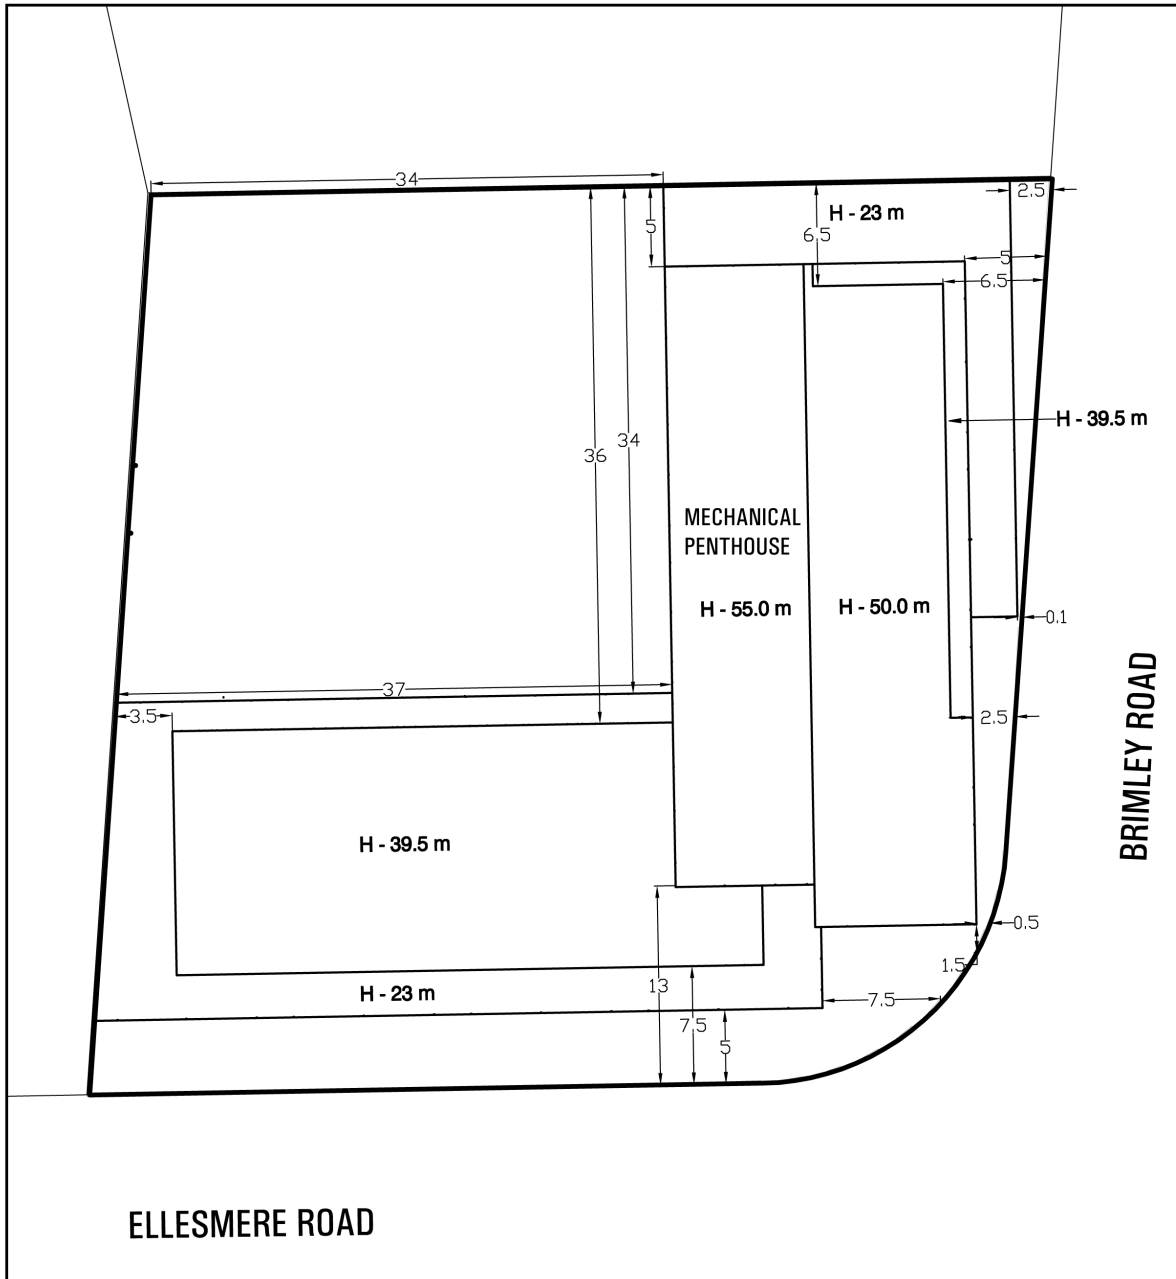 34
2.5
H - 23 m
5
6.5
5
6.5
H - 39.5 m
34
36
MECHANICAL
PENTHOUSE
H - 55.0 m
H - 50.0 m
0.1
37
3.5
2.5
BRIMLEY ROAD
H - 39.5 m
0.5
1.5
13
H - 23 m
7.5
7.5
5
ELLESMERE ROAD